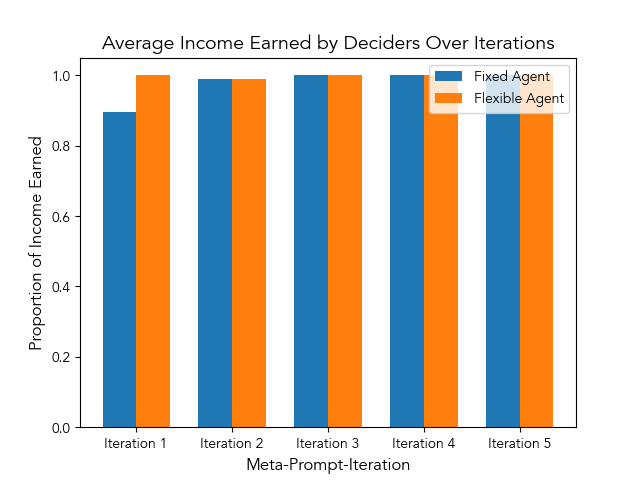 Average Income Earned by Deciders Over Iterations
Fixed Agent
Flexible Agent
1.0
0.8
0.6
0.4
0.2
0.0
Proportion of Income Earned
Iteration 1
Iteration 2
Iteration 3
Iteration 4
Iteration 5
Meta-Prompt-Iteration